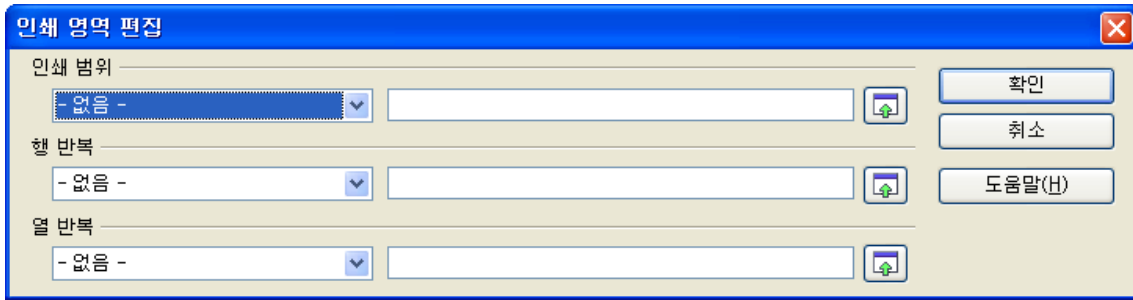 인쇄 영역 편집
인쇄 범위
- 없음 -
확인
취소
행 반복
- 없음 -
도움말(H)
열 반복
- 없음 -